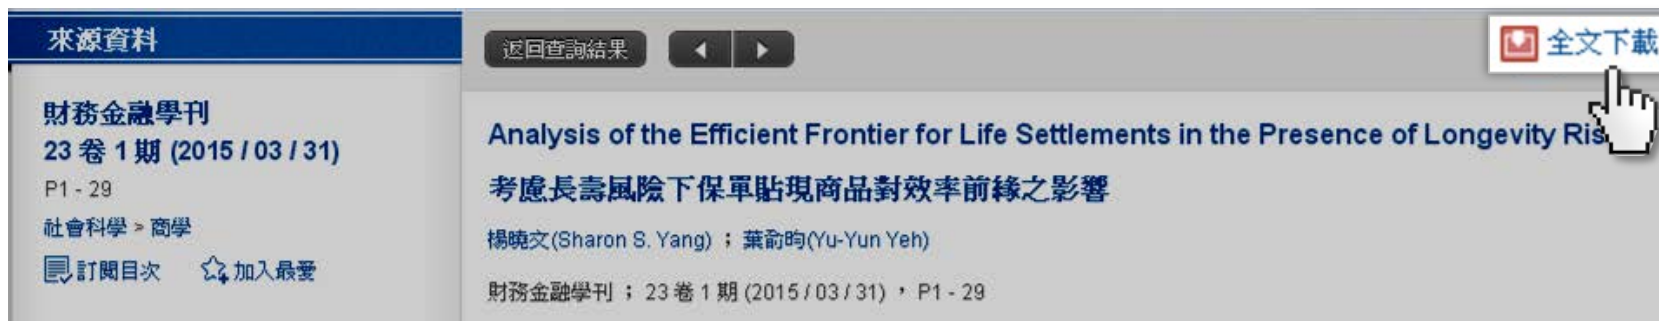 來源資料
財務金融學刊
23 卷 1 期 (2015 / 03 / 31)
P1 - 29
社會科學 > 商學
訂閱目次 加入最愛
返回查詢結果
全文下載
Analysis of the Efficient Frontier for Life Settlements in the Presence of Longevity Ris
考慮長壽風險下保單貼現商品對效率前緣之影響
楊曉文(Sharon S. Yang) ; 葉俞昀(Yu-Yun Yeh)
財務金融學刊 ; 23 卷 1 期 (2015 / 03 / 31) , P1 - 29